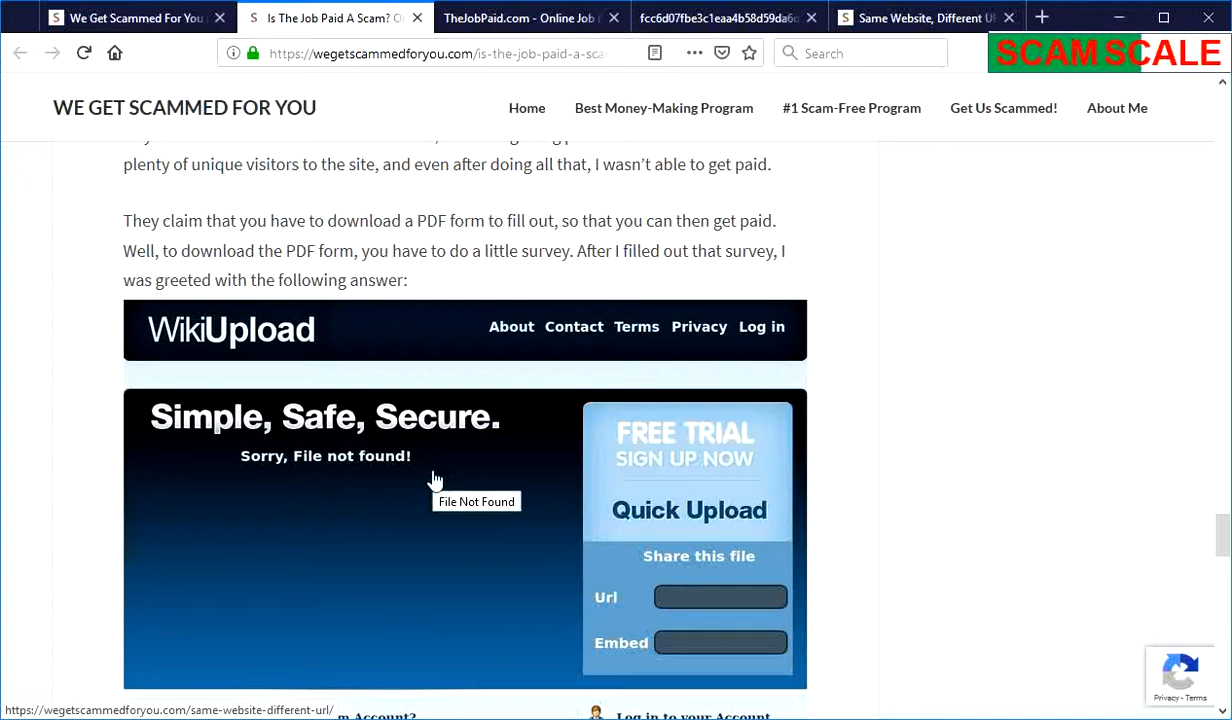 We Get Scammed For You
Is The Job Paid A Scam? O
TheJobPaid.com - Online Job
fcc6d07fbe3c1eaa4b58d59da6
Same Website, Different U
https://wegetscammedforyou.com/is-the-job-paid-a-sca
Search
SCAM SCALE
WE GET SCAMMED FOR YOU
Home
Best Money-Making Program
#1 Scam-Free Program
Get Us Scammed!
About Me
plenty of unique visitors to the site, and even after doing all that, I wasn't able to get paid.
They claim that you have to download a PDF form to fill out, so that you can then get paid.
Well, to download the PDF form, you have to do a little survey. After I filled out that survey, I
was greeted with the following answer:
WikiUpload
About Contact Terms Privacy Log in
Simple, Safe, Secure.
Sorry, File not found!
File Not Found
FREE TRIAL
SIGN UP NOW
Quick Upload
Share this file
Url
Embed
Privacy - Terms
https://wegetscammedforyou.com/same-website-different-url/
m Account?
Log in to your Account